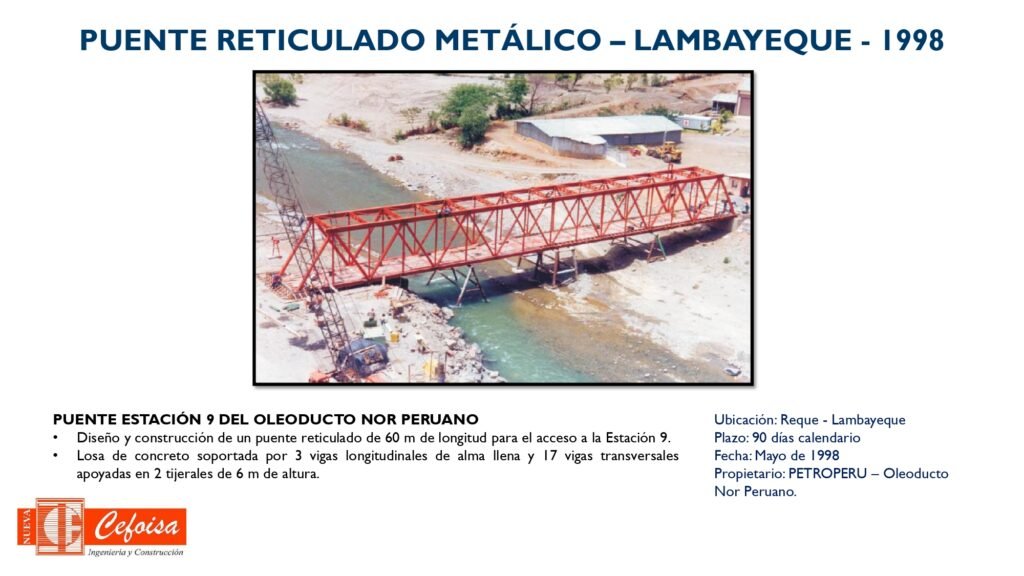 PUENTE RETICULADO METÁLICO – LAMBAYEQUE - 1998
PUENTE ESTACIÓN 9 DEL OLEODUCTO NOR PERUANO
• Diseño y construcción de un puente reticulado de 60 m de longitud para el acceso a la Estación 9.
• Losa de concreto soportada por 3 vigas longitudinales de alma llena y 17 vigas transversales
apoyadas en 2 tijerales de 6 m de altura.
Ubicación: Reque - Lambayeque
Plazo: 90 días calendario
Fecha: Mayo de 1998
Propietario: PETROPERU – Oleoducto
Nor Peruano.
NUEVA
Cefoisa
Ingeniería y Construcción